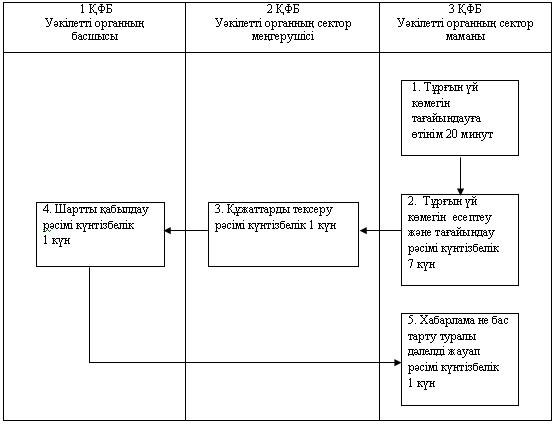 1 ҚФБ
Уәкілетті органның
басшысы
2 ҚФБ
Уәкілетті органның сектор
меңгерушісі
3 ҚФБ
Уәкілетті органның сектор
маманы
1. Тұрғын үй
көмегін
тағайындауға
өтінім 20 минут
2. Тұрғын үй
көмегін есептеу
және тағайындау
рәсімі күнтізбелік
7 күн
3. Құжаттарды тексеру
рәсімі күнтізбелік 1 күн
4. Шартты қабылдау
рәсімі күнтізбелік
1 күн
5. Хабарлама не бас
тарту туралы
дәлелді жауап
рәсімі күнтізбелік
1 күн